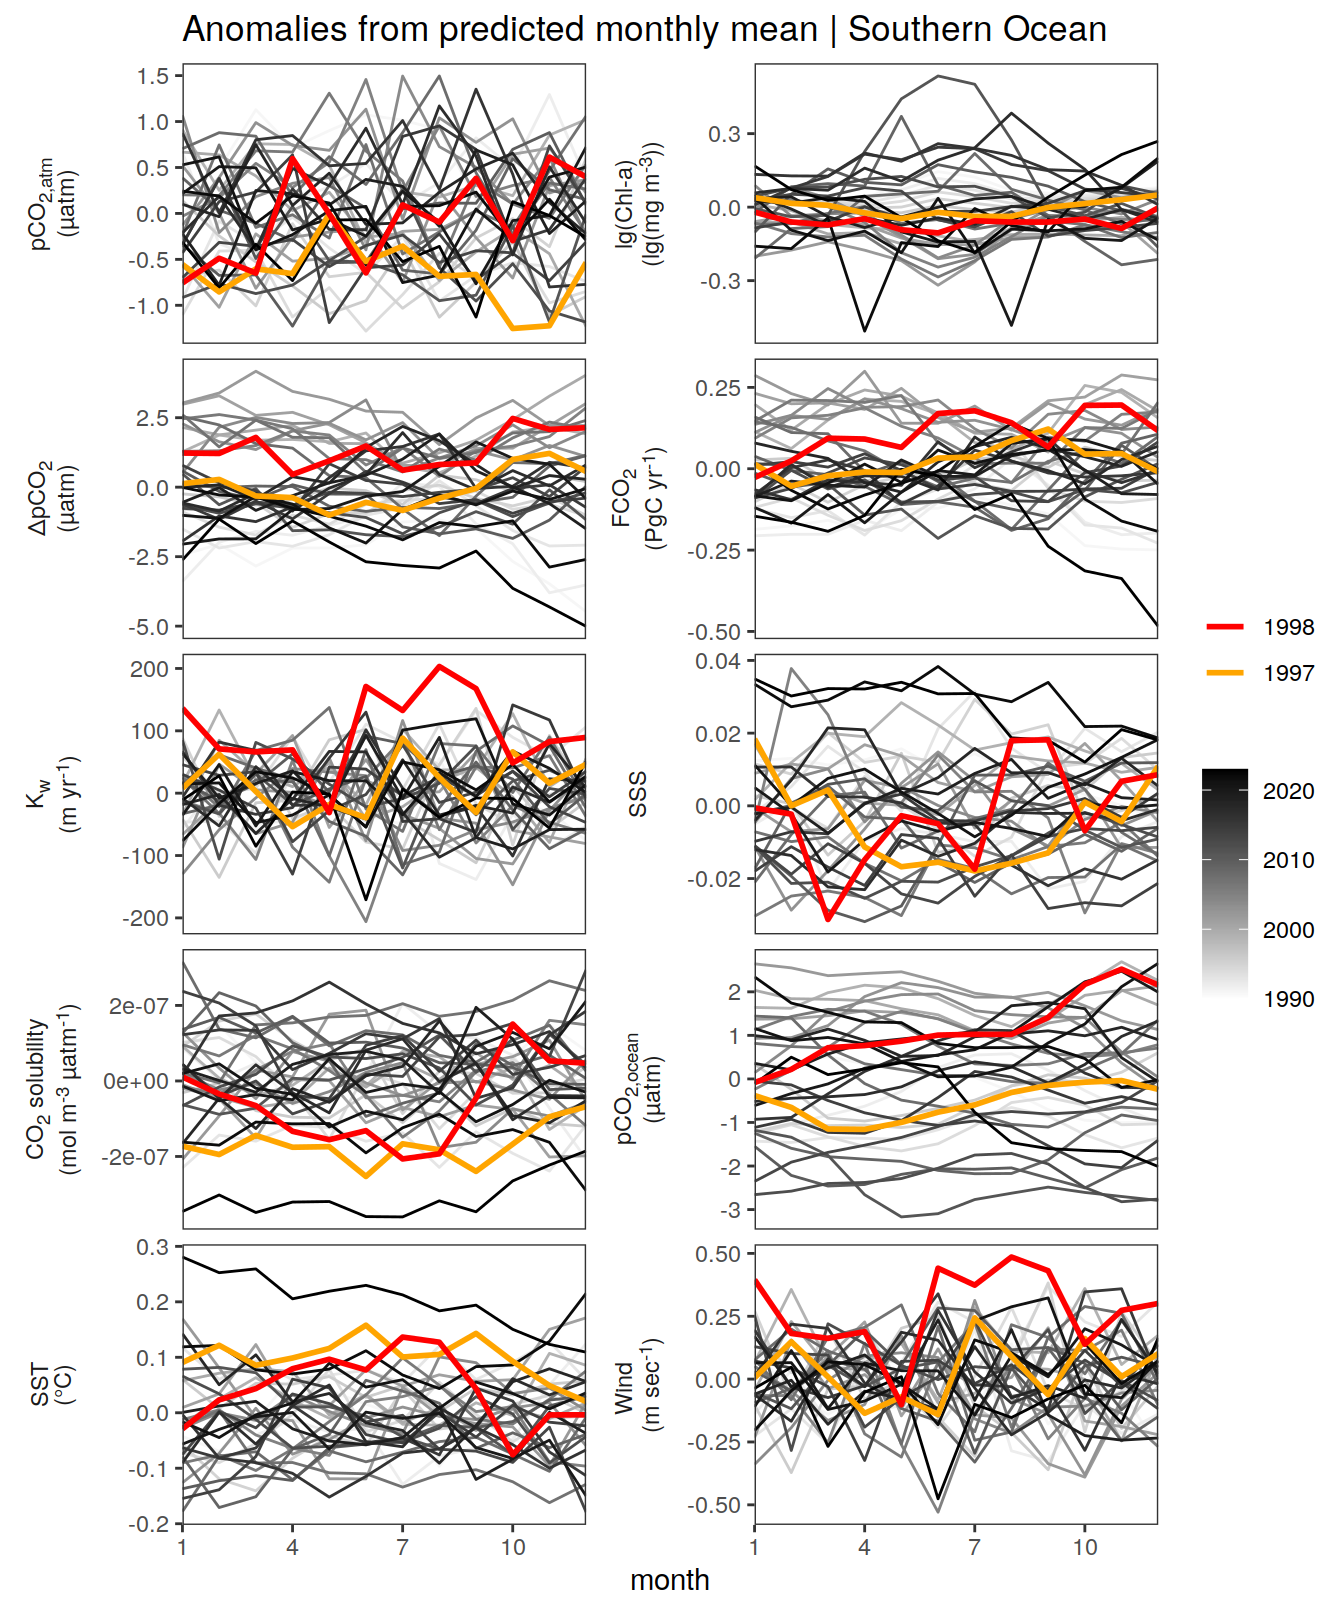 Anomalies from predicted monthly mean | Southern Ocean
pCO2,atm
(µatm)
1.5
1.0
0.5
0.0
-0.5
-1.0
lg(Chl-a)
(lg(mg m-3))
0.3
0.0
-0.3
ΔpCO2
(µatm)
2.5
0.0
-2.5
-5.0
FCO2
(PgC yr-1)
0.25
0.00
-0.25
-0.50
Kw
(m yr-1)
200
100
0
-100
-200
SSS
0.04
0.02
0.00
-0.02
CO2 solubility
(mol m-3 µatm-1)
2e-07
0e+00
-2e-07
pCO2,ocean
(µatm)
2
1
0
-1
-2
-3
SST
(°C)
0.3
0.2
0.1
0.0
-0.1
-0.2
Wind
(m sec-1)
0.50
0.25
0.00
-0.25
-0.50
1 4 7 10
1 4 7 10
month
1998
1997
2020
2010
2000
1990